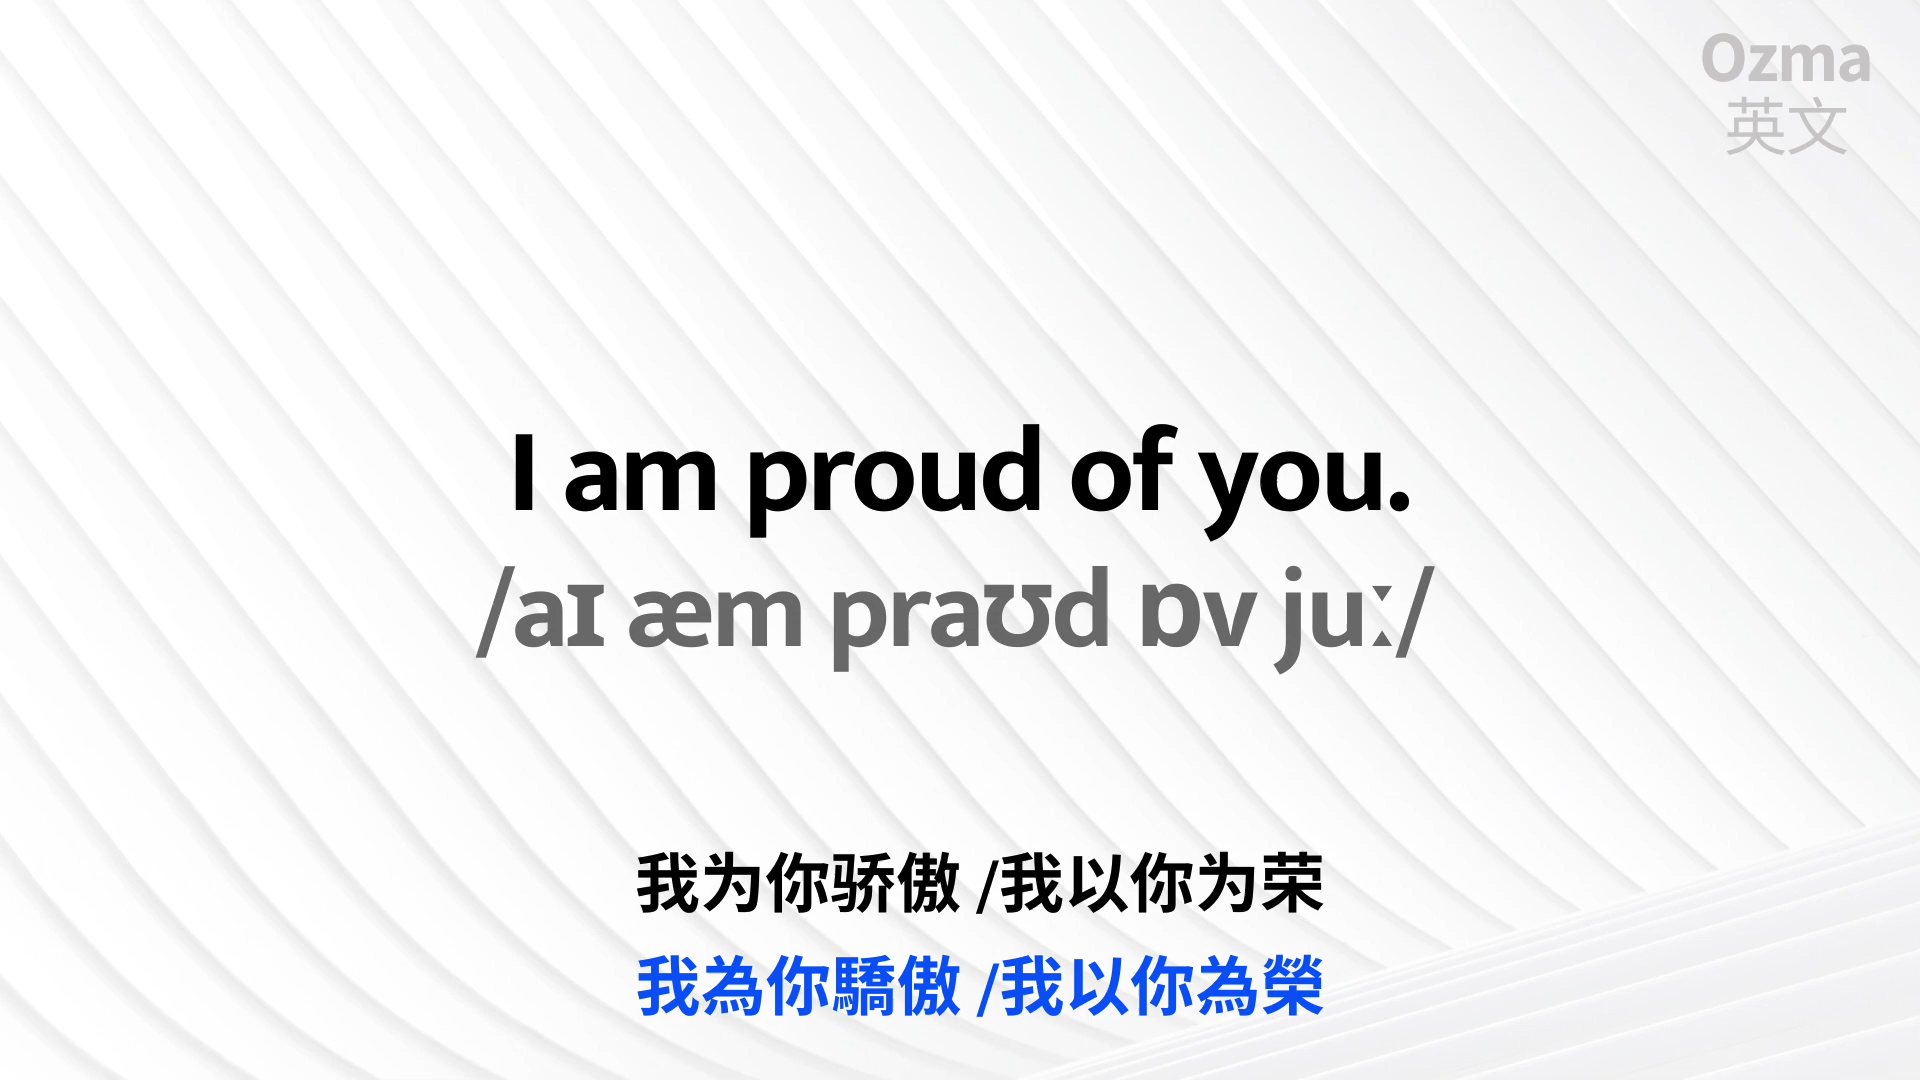 Ozma
英文
I am proud of you.
/aɪ æm praʊd ɒv juː/
我为你骄傲 /我以你为荣
我為你驕傲 /我以你為榮